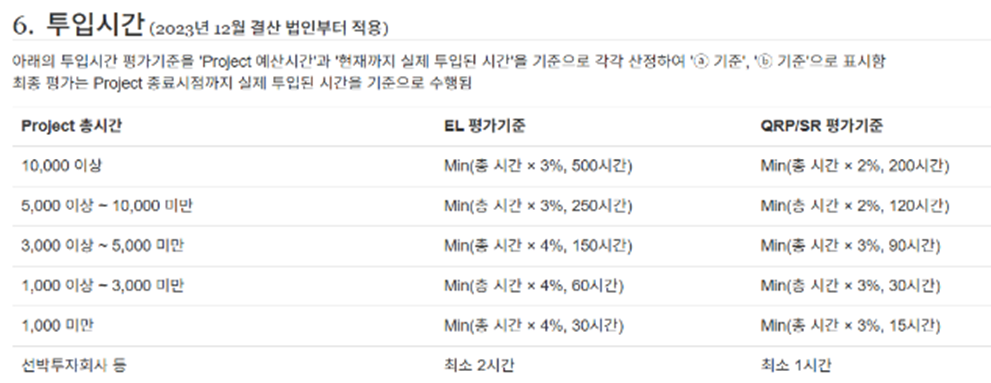 6. 투입시간 (2023년 12월 결산 법인부터 적용)
아래의 투입시간 평가기준을 'Project 예산시간'과 '현재까지 실제 투입된 시간'을 기준으로 각각 산정하여 'ⓐ 기준', 'ⓑ 기준'으로 표시함
최종 평가는 Project 종료시점까지 실제 투입된 시간을 기준으로 수행됨
Project 총시간 EL 평가기준 QRP/SR 평가기준
10,000 이상 Min(총 시간 × 3%, 500시간) Min(총 시간 × 2%, 200시간)
5,000 이상 ~ 10,000 미만 Min(총 시간 × 3%, 250시간) Min(총 시간 × 2%, 120시간)
3,000 이상 ~ 5,000 미만 Min(총 시간 × 4%, 150시간) Min(총 시간 × 3%, 90시간)
1,000 이상 ~ 3,000 미만 Min(총 시간 × 4%, 60시간) Min(총 시간 × 3%, 30시간)
1,000 미만 Min(총 시간 × 4%, 30시간) Min(총 시간 × 3%, 15시간)
선박투자회사 등 최소 2시간 최소 1시간